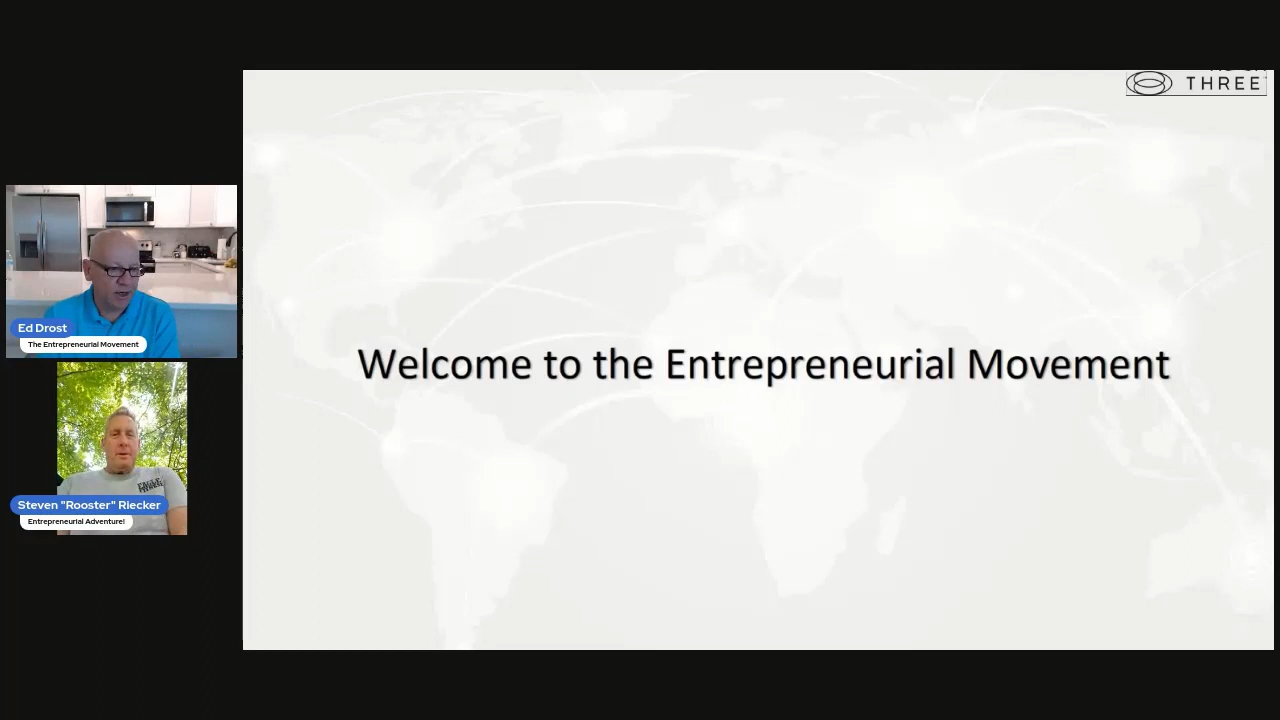 THREE
Welcome to the Entrepreneurial Movement
Ed Drost
The Entrepreneurial Movement
Steven "Rooster" Riecker
Entrepreneurial Adventure!